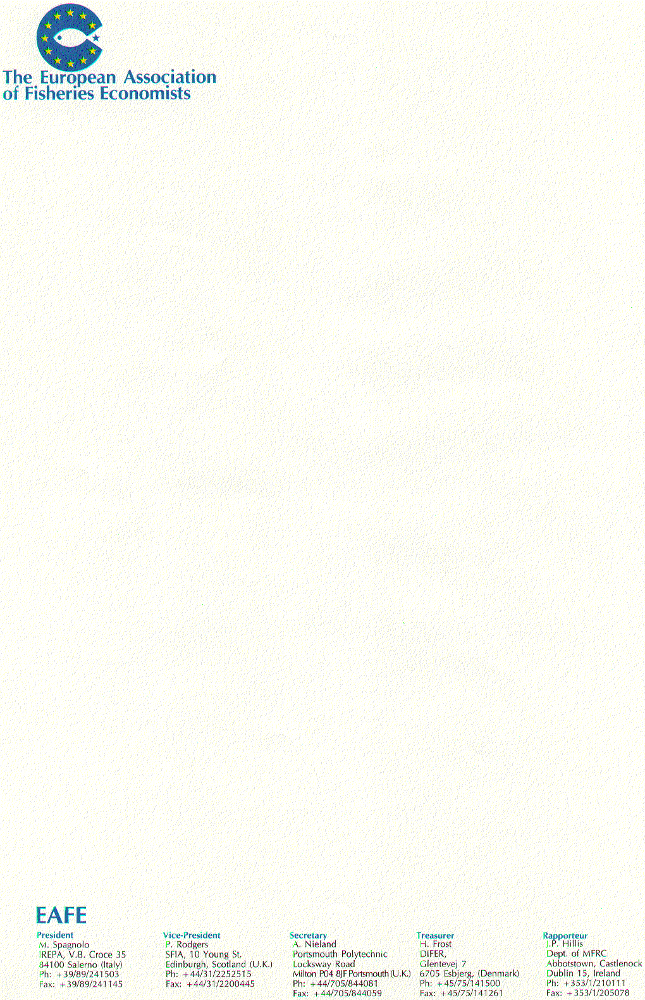 The European Association
of Fisheries Economists
EAFE
President
M. Spagnolo
IREPA, V.B. Croce 35
84100 Salerno (Italy)
Ph: +39/89/241503
Fax: +39/89/241145
Vice-President
P. Rodgers
SFIA, 10 Young St.
Edinburgh, Scotland (U.K.)
Ph: +44/31/2252515
Fax: +44/31/2200445
Secretary
A. Nieland
Portsmouth Polytechnic
Locksway Road
Milton P04 8JF Portsmouth (U.K.)
Ph: +44/705/844081
Fax: +44/705/844059
Treasurer
H. Frost
DIFER,
Glentevej 7
6705 Esbjerg, (Denmark)
Ph: +45/75/141500
Fax: +45/75/141261
Rapporteur
J.P. Hillis
Dept. of MFRC
Abbotstown, Castlenock
Dublin 15, Ireland
Ph: +353/1/210111
Fax: +353/1/205078